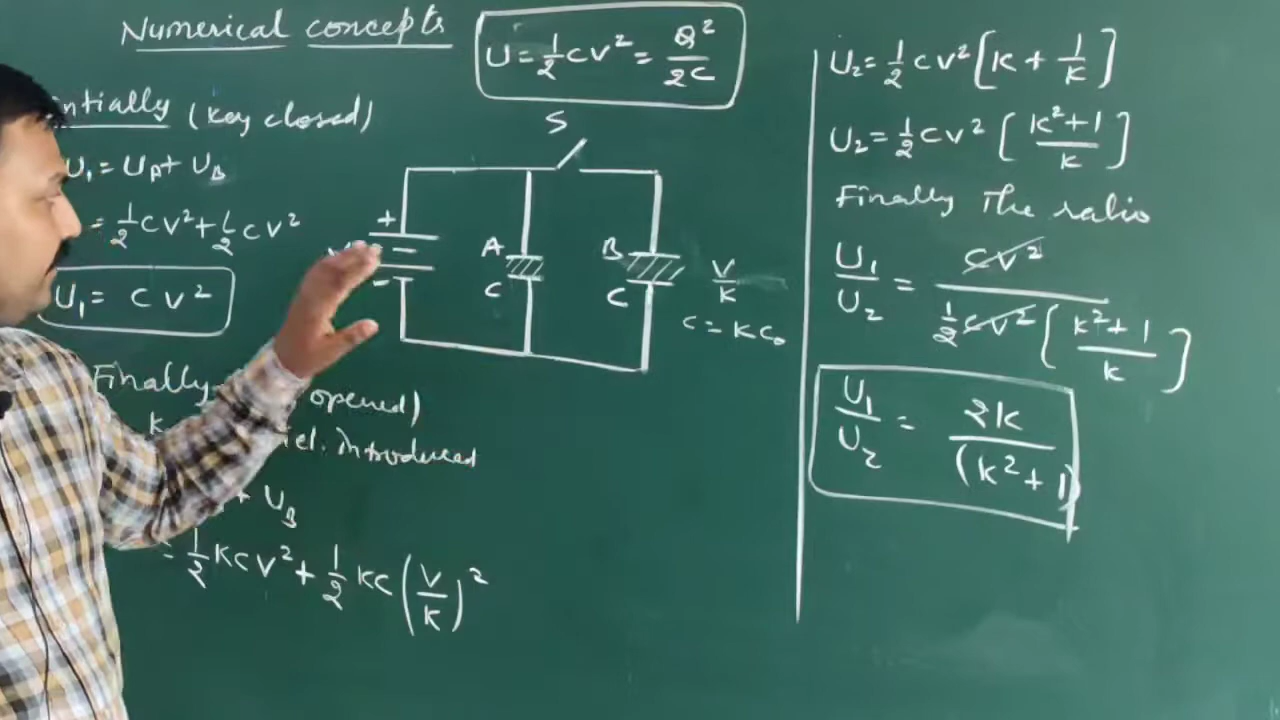 Numerical concepts
U = 1/2 CV² = Q²/2C
ntially (key closed)
U₁ = U_A + U_B
= 1/2 CV² + 1/2 CV²
U₁ = CV²
Finally opened)
k iel. introduced
+ U_B
= 1/2 KCV² + 1/2 KC (V/K)²
S
+
-
A
C
B
C
V/K
C = KC₀
U₂ = 1/2 CV² [K + 1/K]
U₂ = 1/2 CV² [K²+1/K]
Finally The ratio
U₁/U₂ = CV² / 1/2 CV² [K²+1/K]
U₁/U₂ = 2K/(K²+1)